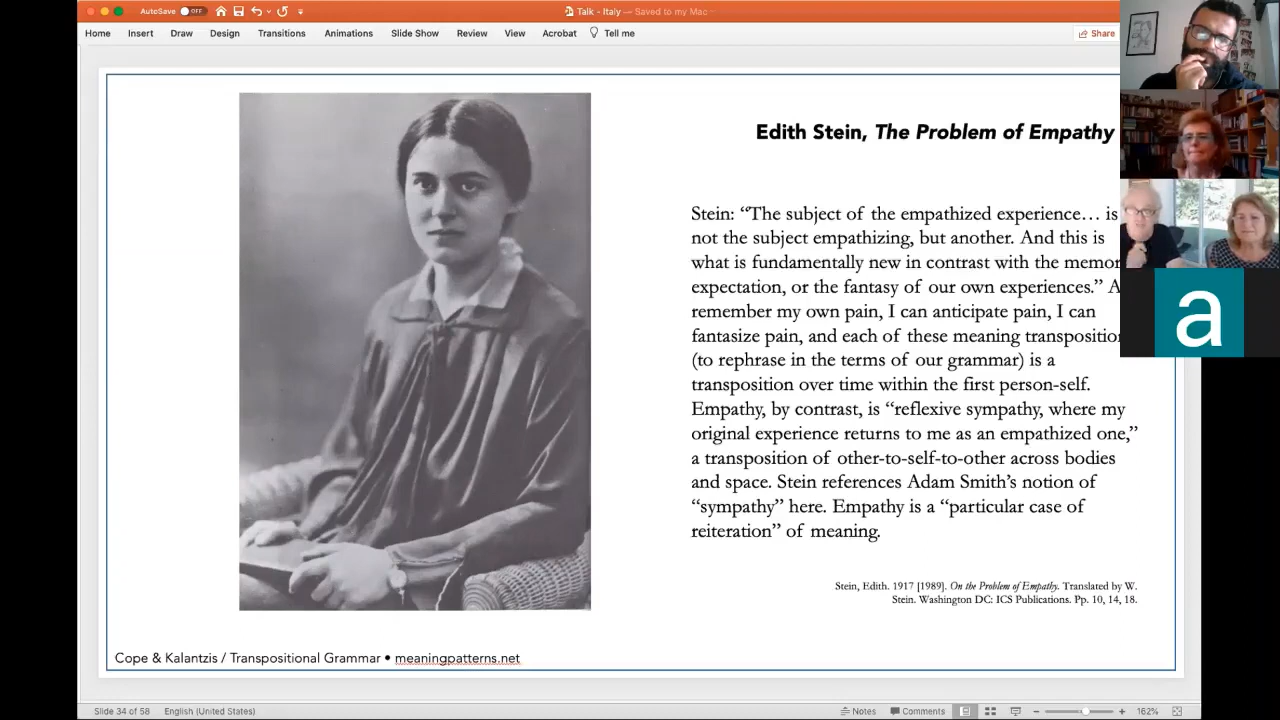 AutoSave OFF
Talk - Italy — Saved to my Mac
Home Insert Draw Design Transitions Animations Slide Show Review View Acrobat Tell me
Share
Edith Stein, The Problem of Empathy
Stein: “The subject of the empathized experience… is
not the subject empathizing, but another. And this is
what is fundamentally new in contrast with the memor
expectation, or the fantasy of our own experiences.” A
remember my own pain, I can anticipate pain, I can
fantasize pain, and each of these meaning transposition
(to rephrase in the terms of our grammar) is a
transposition over time within the first person-self.
Empathy, by contrast, is “reflexive sympathy, where my
original experience returns to me as an empathized one,”
a transposition of other-to-self-to-other across bodies
and space. Stein references Adam Smith’s notion of
“sympathy” here. Empathy is a “particular case of
reiteration” of meaning.
Stein, Edith. 1917 [1989]. On the Problem of Empathy. Translated by W.
Stein. Washington DC: ICS Publications. Pp. 10, 14, 18.
Cope & Kalantzis / Transpositional Grammar • meaningpatterns.net
a
Slide 34 of 58 English (United States) Notes Comments 162%